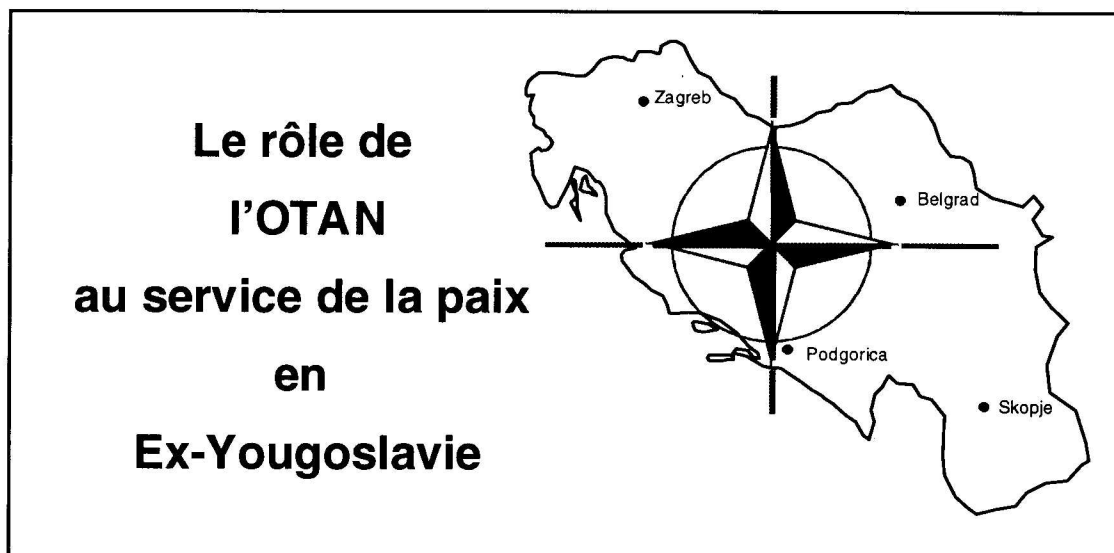 Le rôle de
l'OTAN
au service de la paix
en
Ex-Yougoslavie
Zagreb
Belgrad
Podgorica
Skopje